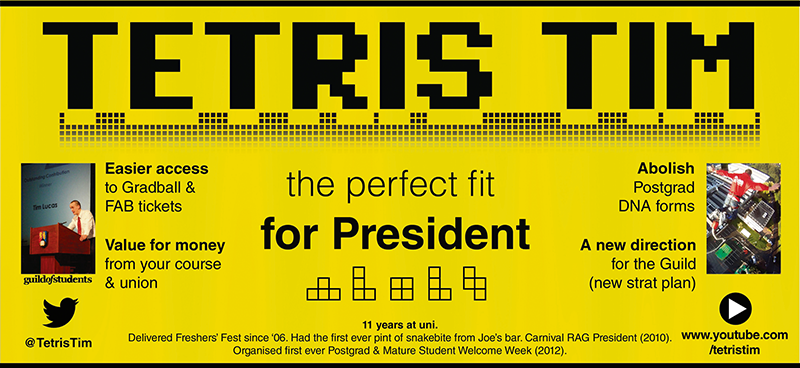 TETRIS TIM
Easier access
to Gradball &
FAB tickets
Value for money
from your course
& union
Tim Lucas
guildofstudents
@TetrisTim
the perfect fit
for President
Abolish
Postgrad
DNA forms
A new direction
for the Guild
(new strat plan)
www.youtube.com
/tetristim
11 years at uni.
Delivered Freshers' Fest since '06. Had the first ever pint of snakebite from Joe's bar. Carnival RAG President (2010).
Organised first ever Postgrad & Mature Student Welcome Week (2012).